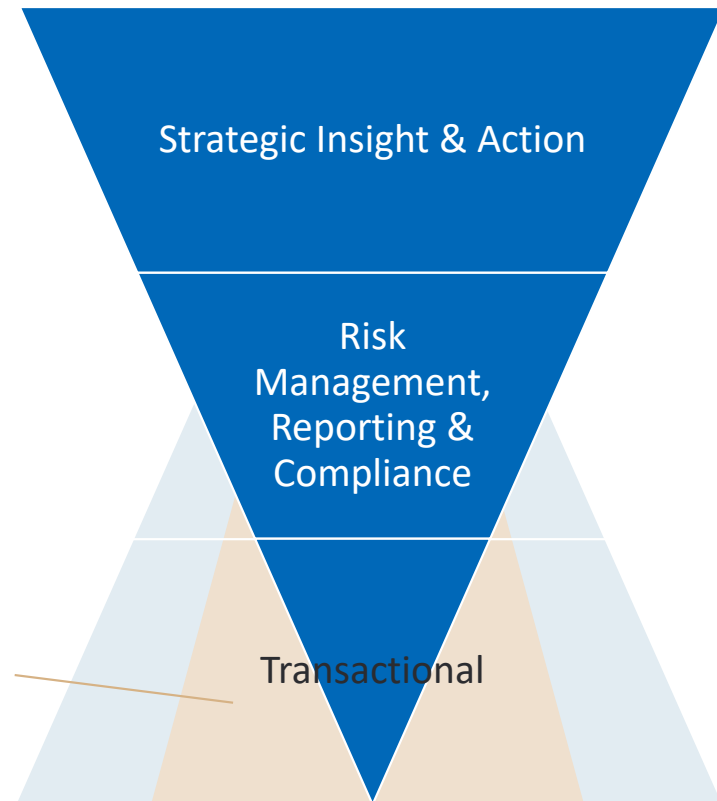 Strategic Insight & Action
Risk
Management,
Reporting &
Compliance
Transactional